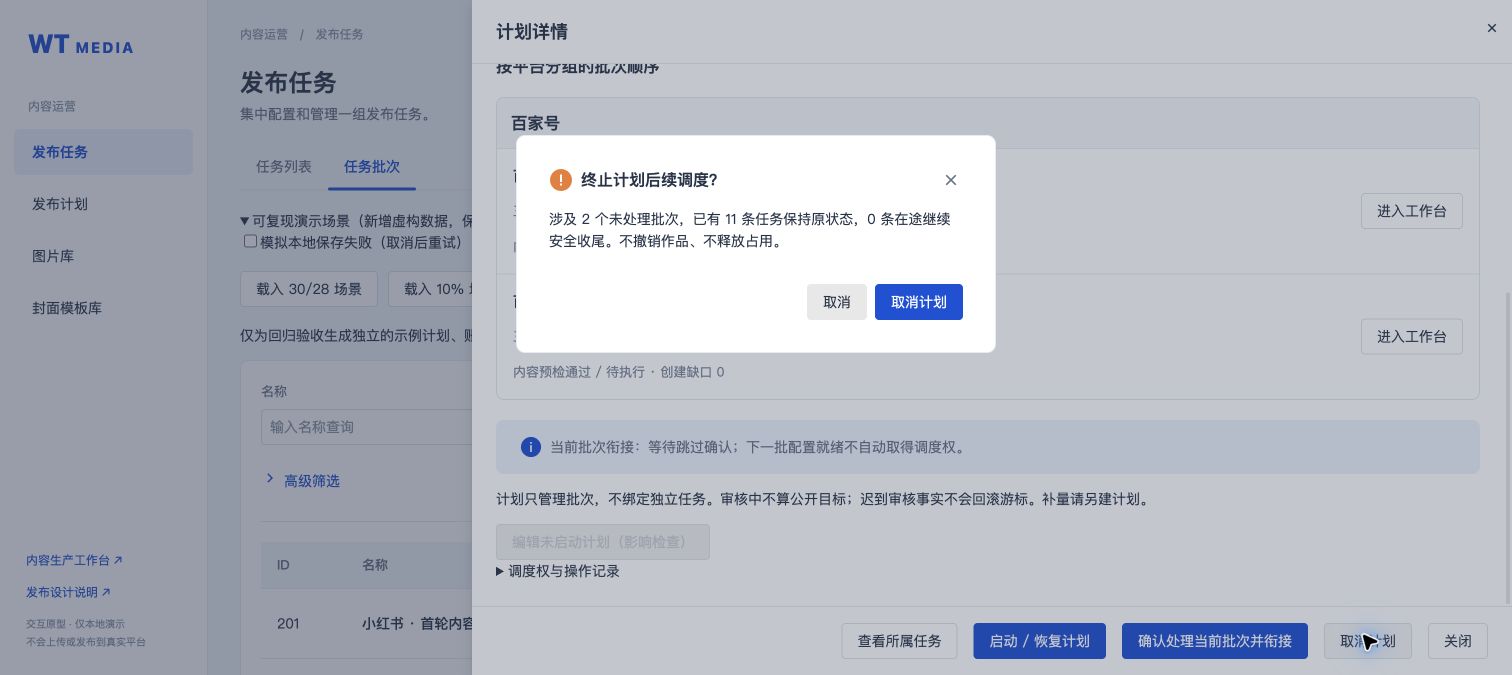 WT MEDIA
内容运营
发布任务
发布计划
图片库
封面模板库
内容生产工作台 ↗
发布设计说明 ↗
交互原型 · 仅本地演示
不会上传或发布到真实平台
内容运营 / 发布任务
发布任务
集中配置和管理一组发布任务。
任务列表 任务批次
可复现演示场景（新增虚构数据，保
模拟本地保存失败（取消后重试）
载入 30/28 场景 载入 10%
仅为回归验收生成独立的示例计划、账
名称
输入名称查询
高级筛选
ID 名称
201 小红书 · 首轮内容
计划详情
按平台分组的批次顺序
百家号
进入工作台
进入工作台
内容预检通过 / 待执行 · 创建缺口 0
终止计划后续调度?
涉及 2 个未处理批次，已有 11 条任务保持原状态，0 条在途继续
安全收尾。不撤销作品、不释放占用。
取消 取消计划
当前批次衔接：等待跳过确认；下一批配置就绪不自动取得调度权。
计划只管理批次，不绑定独立任务。审核中不算公开目标；迟到审核事实不会回滚游标。补量请另建计划。
编辑未启动计划（影响检查）
调度权与操作记录
查看所属任务 启动 / 恢复计划 确认处理当前批次并衔接 取消计划 关闭